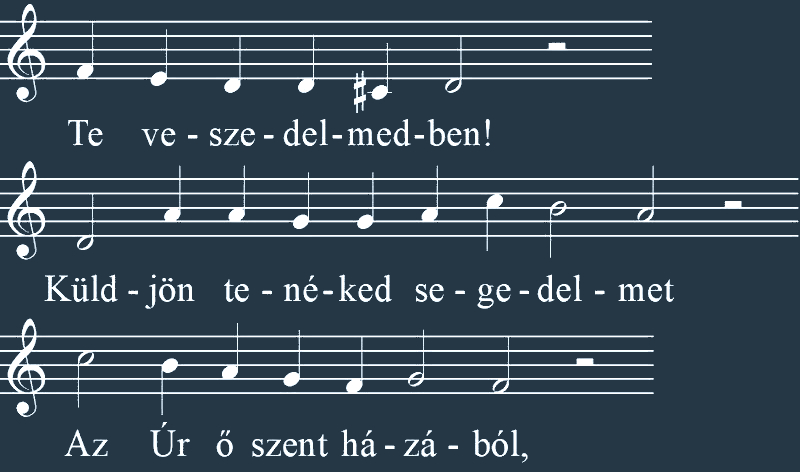 Te ve - sze - del - med - ben!
Küld - jön te - né - ked se - ge - del - met
Az Úr ő szent há - zá - ból,